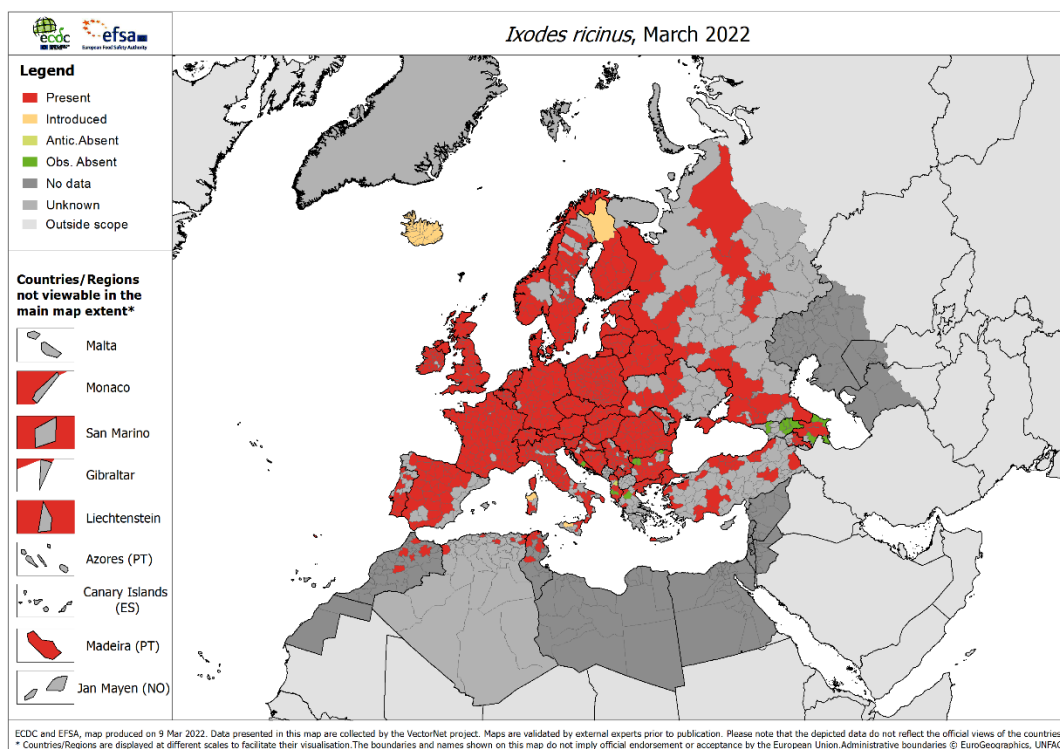 ecdc
efsa
European Food Safety Authority
Ixodes ricinus, March 2022
Legend
Present
Introduced
Antic.Absent
Obs. Absent
No data
Unknown
Outside scope
Countries/Regions
not viewable in the
main map extent*
Malta
Monaco
San Marino
Gibraltar
Liechtenstein
Azores (PT)
Canary Islands
(ES)
Madeira (PT)
Jan Mayen (NO)
ECDC and EFSA, map produced on 9 Mar 2022. Data presented in this map are collected by the VectorNet project. Maps are validated by external experts prior to publication. Please note that the depicted data do not reflect the official views of the countries
* Countries/Regions are displayed at different scales to facilitate their visualisation.The boundaries and names shown on this map do not imply official endorsement or acceptance by the European Union.Administrative boundaries © EuroGeographics,